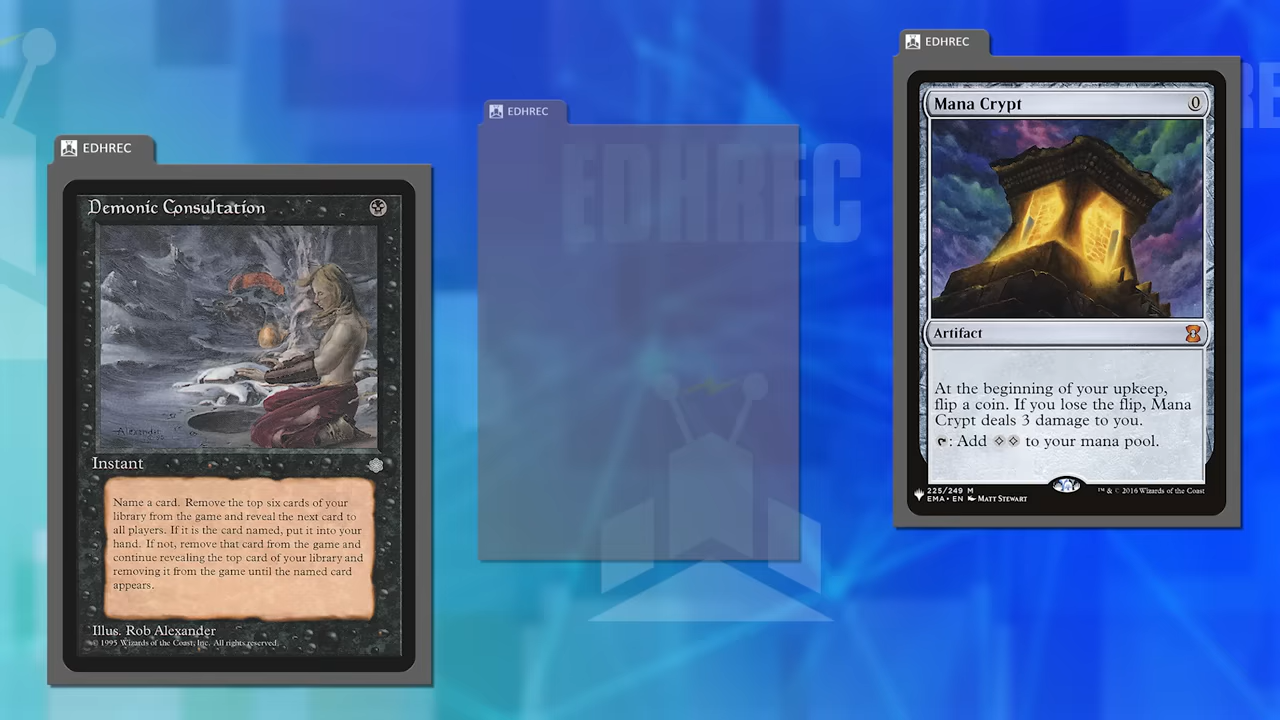 EDHREC
Demonic Consultation
Alexander
Instant
Name a card. Remove the top six cards of your
library from the game and reveal the next card to
all players. If it is the card named, put it into your
hand. If not, remove that card from the game and
continue revealing the top card of your library and
removing it from the game until the named card
appears.
Illus. Rob Alexander
© 1995 Wizards of the Coast, Inc. All rights reserved.
EDHREC
EDHREC
EDHREC
Mana Crypt
0
Artifact
At the beginning of your upkeep,
flip a coin. If you lose the flip, Mana
Crypt deals 3 damage to you.
: Add to your mana pool.
225/249 M
EMA • EN Matt Stewart
™ & © 2016 Wizards of the Coast